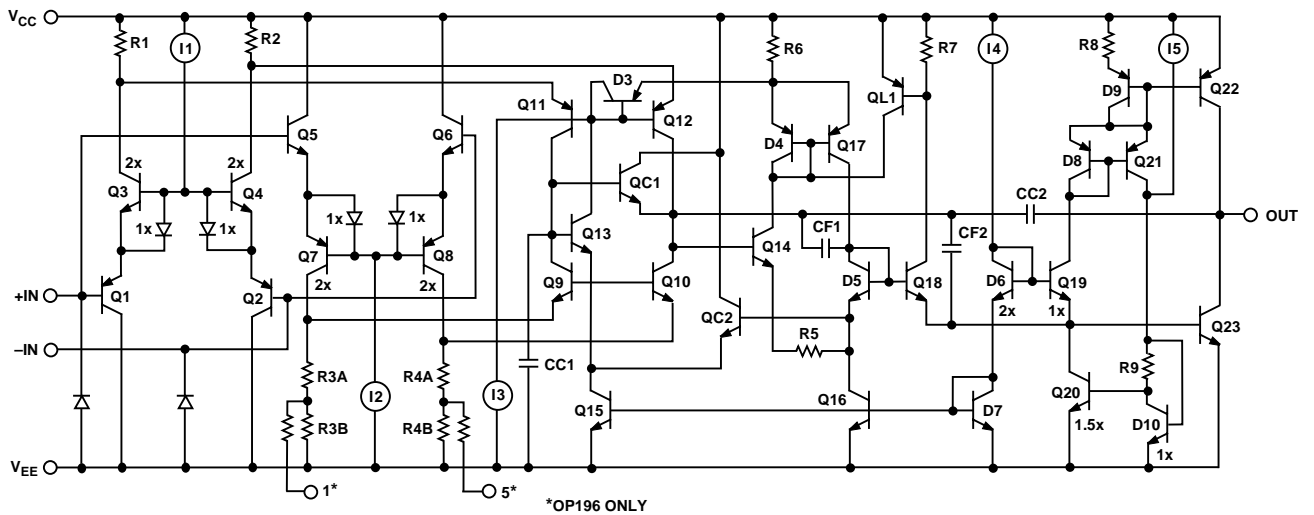 VCC
R1
I1
R2
R6
R7
I4
R8
I5
D3
Q11
Q12
QL1
D9
Q22
Q5
Q6
D4
Q17
D8
Q21
2x
Q3
2x
Q4
QC1
1x
1x
1x
1x
CC2
OUT
CF1
CF2
Q13
Q14
Q7
Q8
2x
2x
Q9
Q10
D5
Q18
D6
Q19
2x
1x
+IN
Q1
Q2
QC2
Q23
–IN
R5
CC1
R9
R3A
R4A
I2
I3
Q15
Q16
D7
Q20
1.5x
D10
1x
R3B
R4B
VEE
1*
5*
*OP196 ONLY